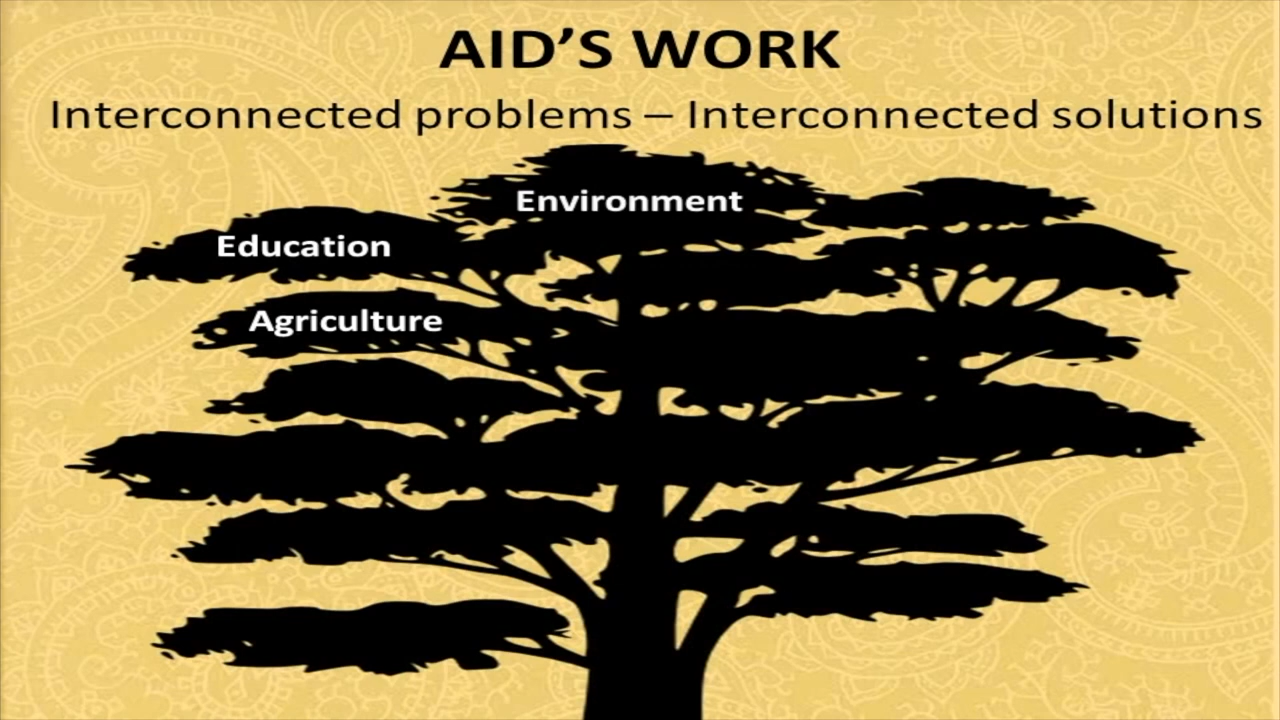 AID'S WORK
Interconnected problems – Interconnected solutions
Environment
Education
Agriculture